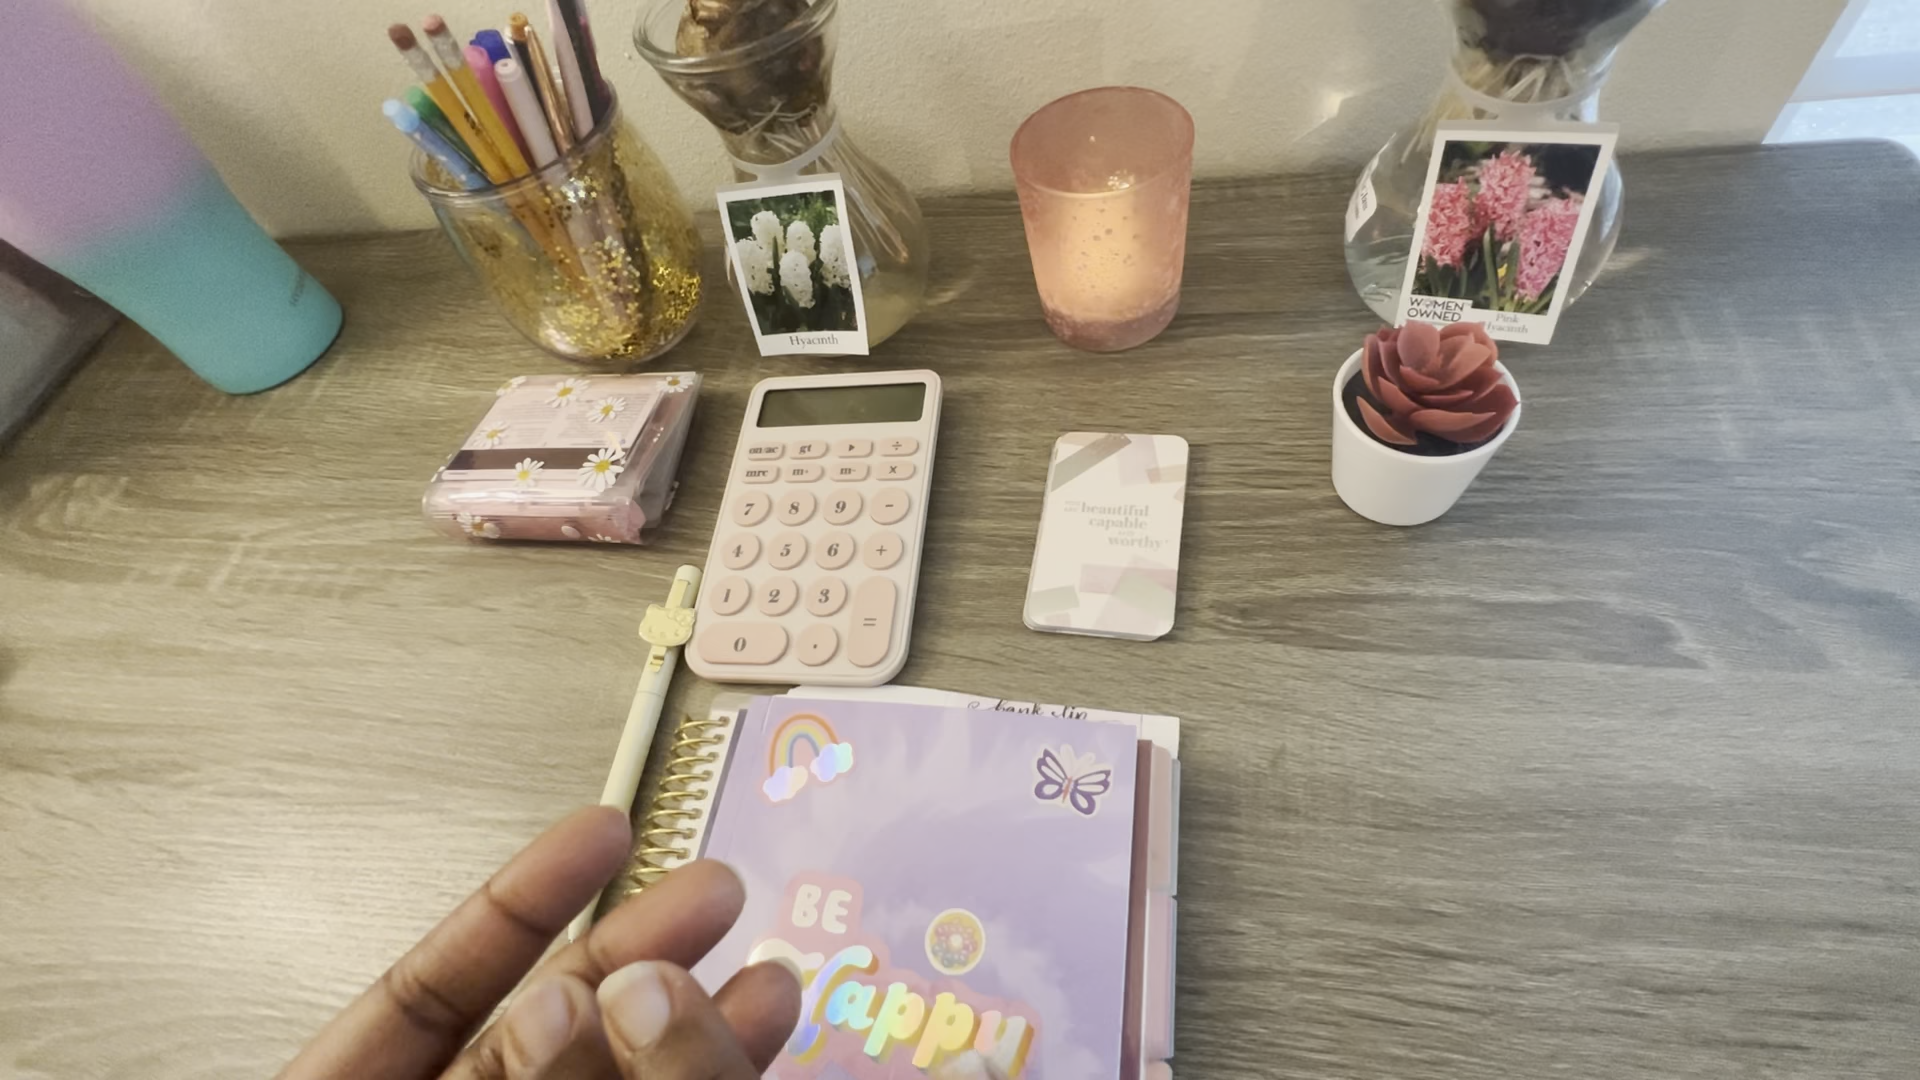 Hyacinth
WOMEN
OWNED
Pink
Hyacinth
on/ac gt ÷
mrc m+ m- ×
7 8 9 -
4 5 6 +
1 2 3
=
0 .
beautiful
capable
worthy
BE
Happy